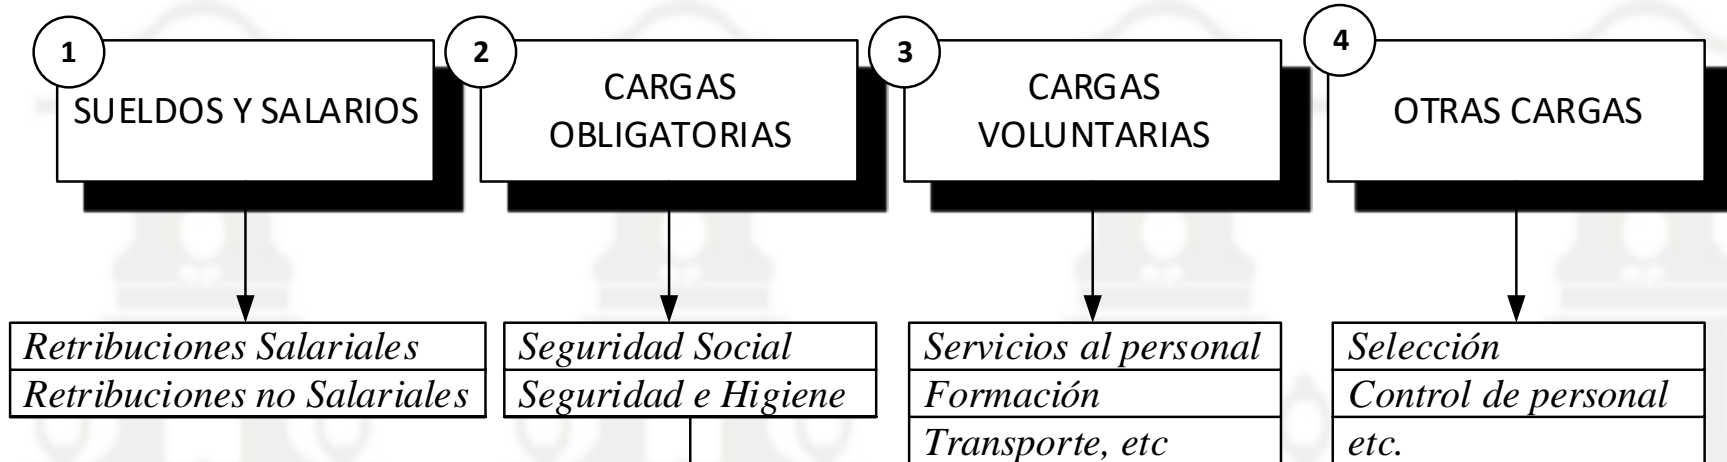 1
SUELDOS Y SALARIOS
2
CARGAS
OBLIGATORIAS
3
CARGAS
VOLUNTARIAS
4
OTRAS CARGAS
Retribuciones Salariales
Retribuciones no Salariales
Seguridad Social
Seguridad e Higiene
Servicios al personal
Formación
Transporte, etc
Selección
Control de personal
etc.